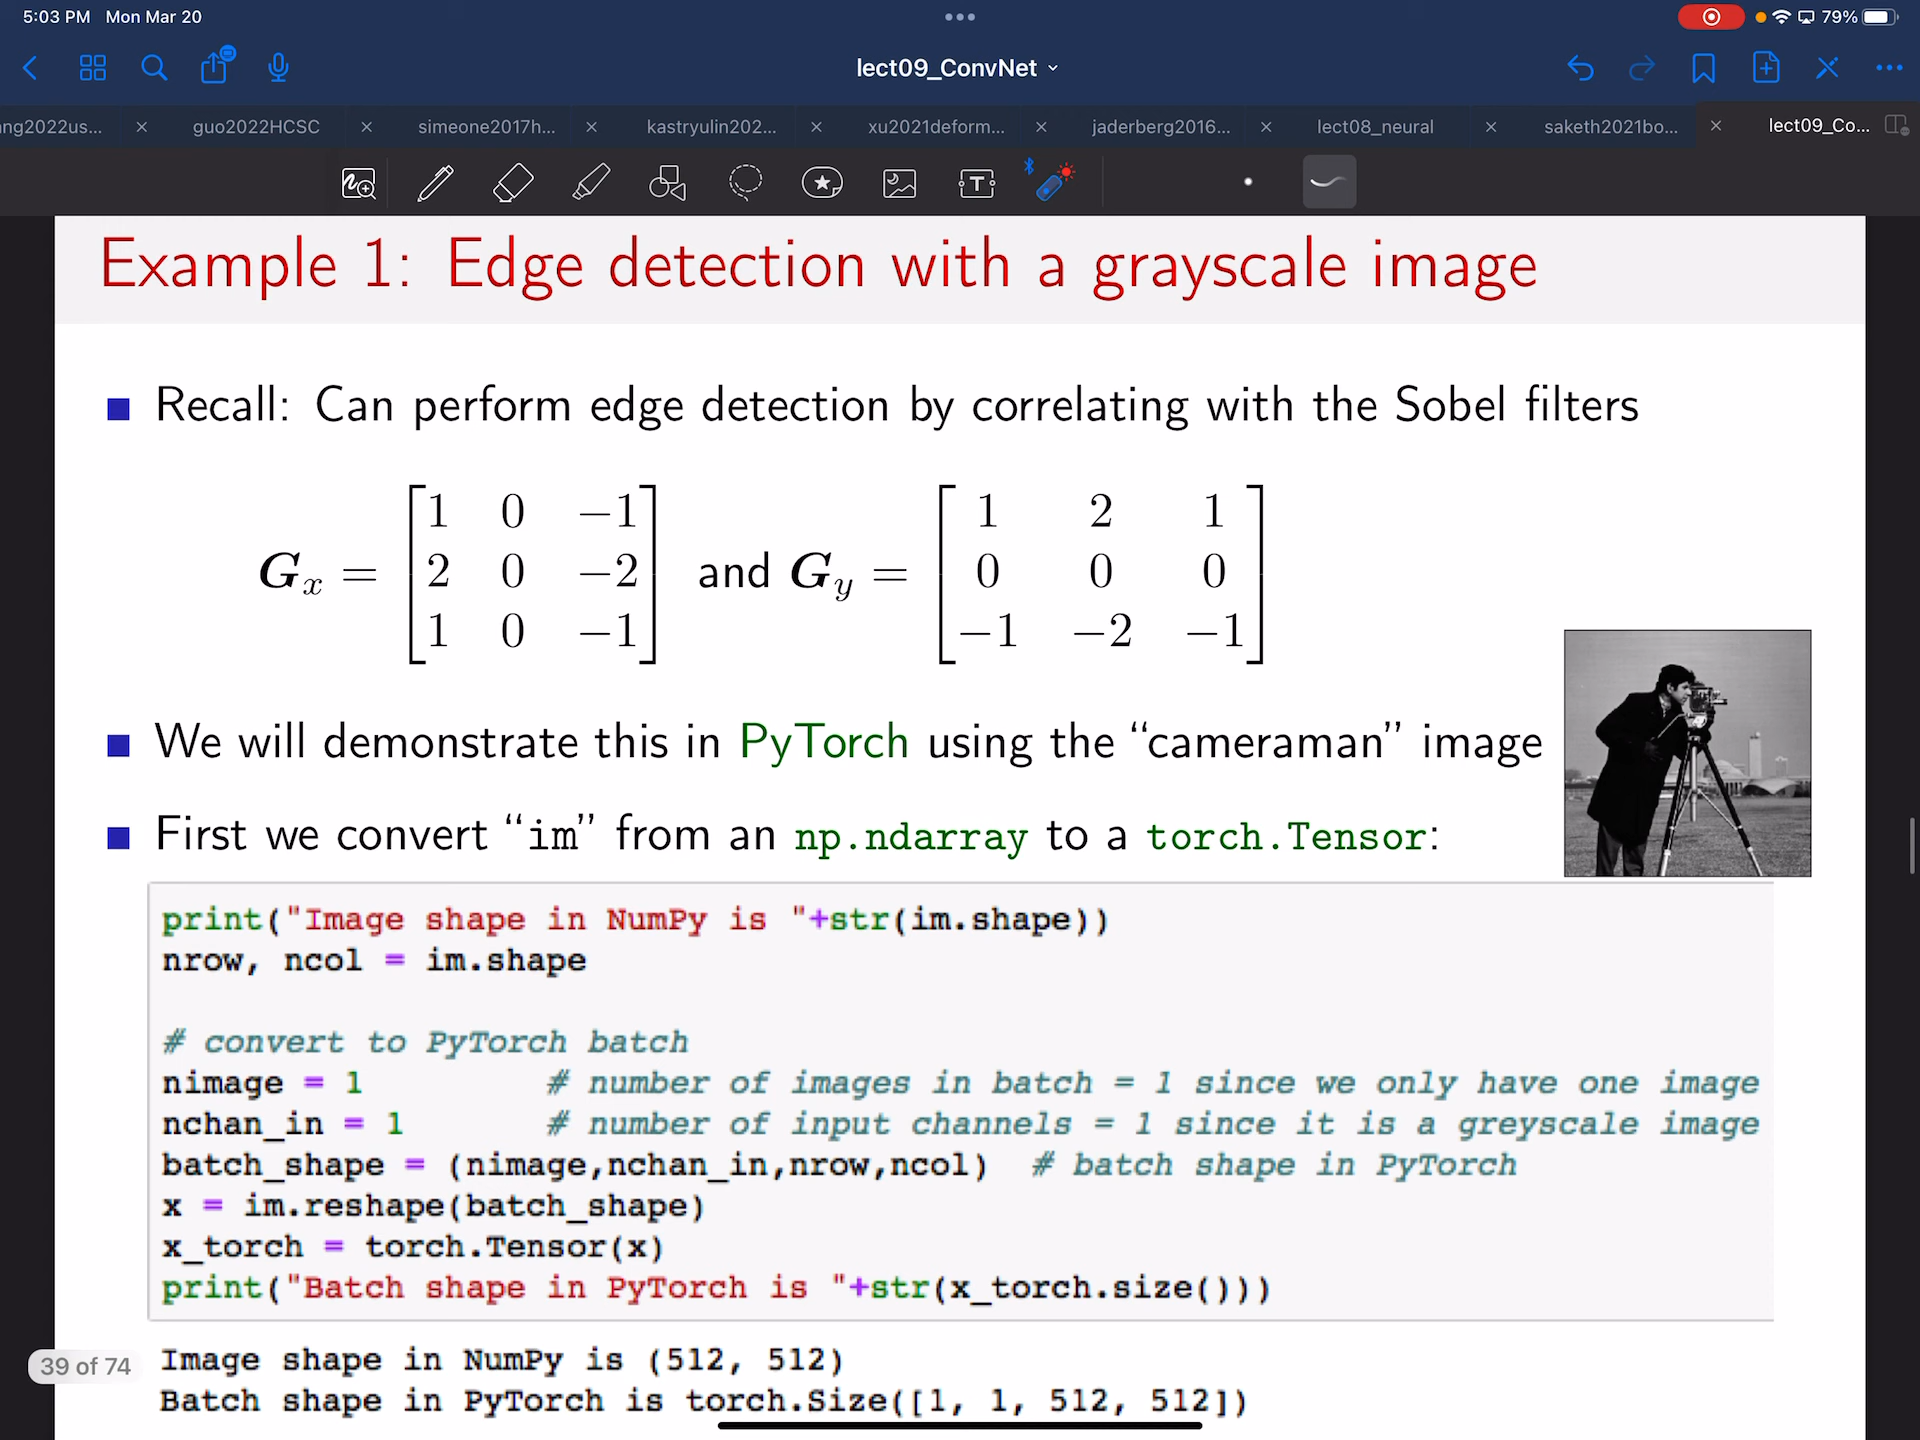 5:03 PM Mon Mar 20
79%
lect09_ConvNet
ng2022us...
guo2022HCSC
simeone2017h...
kastryulin202...
xu2021deform...
jaderberg2016...
lect08_neural
saketh2021bo...
lect09_Co...
Example 1: Edge detection with a grayscale image
Recall: Can perform edge detection by correlating with the Sobel filters
1 0 −1 1 2 1
Gx = 2 0 −2 and Gy = 0 0 0
1 0 −1 −1 −2 −1
We will demonstrate this in PyTorch using the “cameraman” image
First we convert “im” from an np.ndarray to a torch.Tensor:
print("Image shape in NumPy is "+str(im.shape))
nrow, ncol = im.shape
# convert to PyTorch batch
nimage = 1 # number of images in batch = 1 since we only have one image
nchan_in = 1 # number of input channels = 1 since it is a greyscale image
batch_shape = (nimage,nchan_in,nrow,ncol) # batch shape in PyTorch
x = im.reshape(batch_shape)
x_torch = torch.Tensor(x)
print("Batch shape in PyTorch is "+str(x_torch.size()))
39 of 74
Image shape in NumPy is (512, 512)
Batch shape in PyTorch is torch.Size([1, 1, 512, 512])